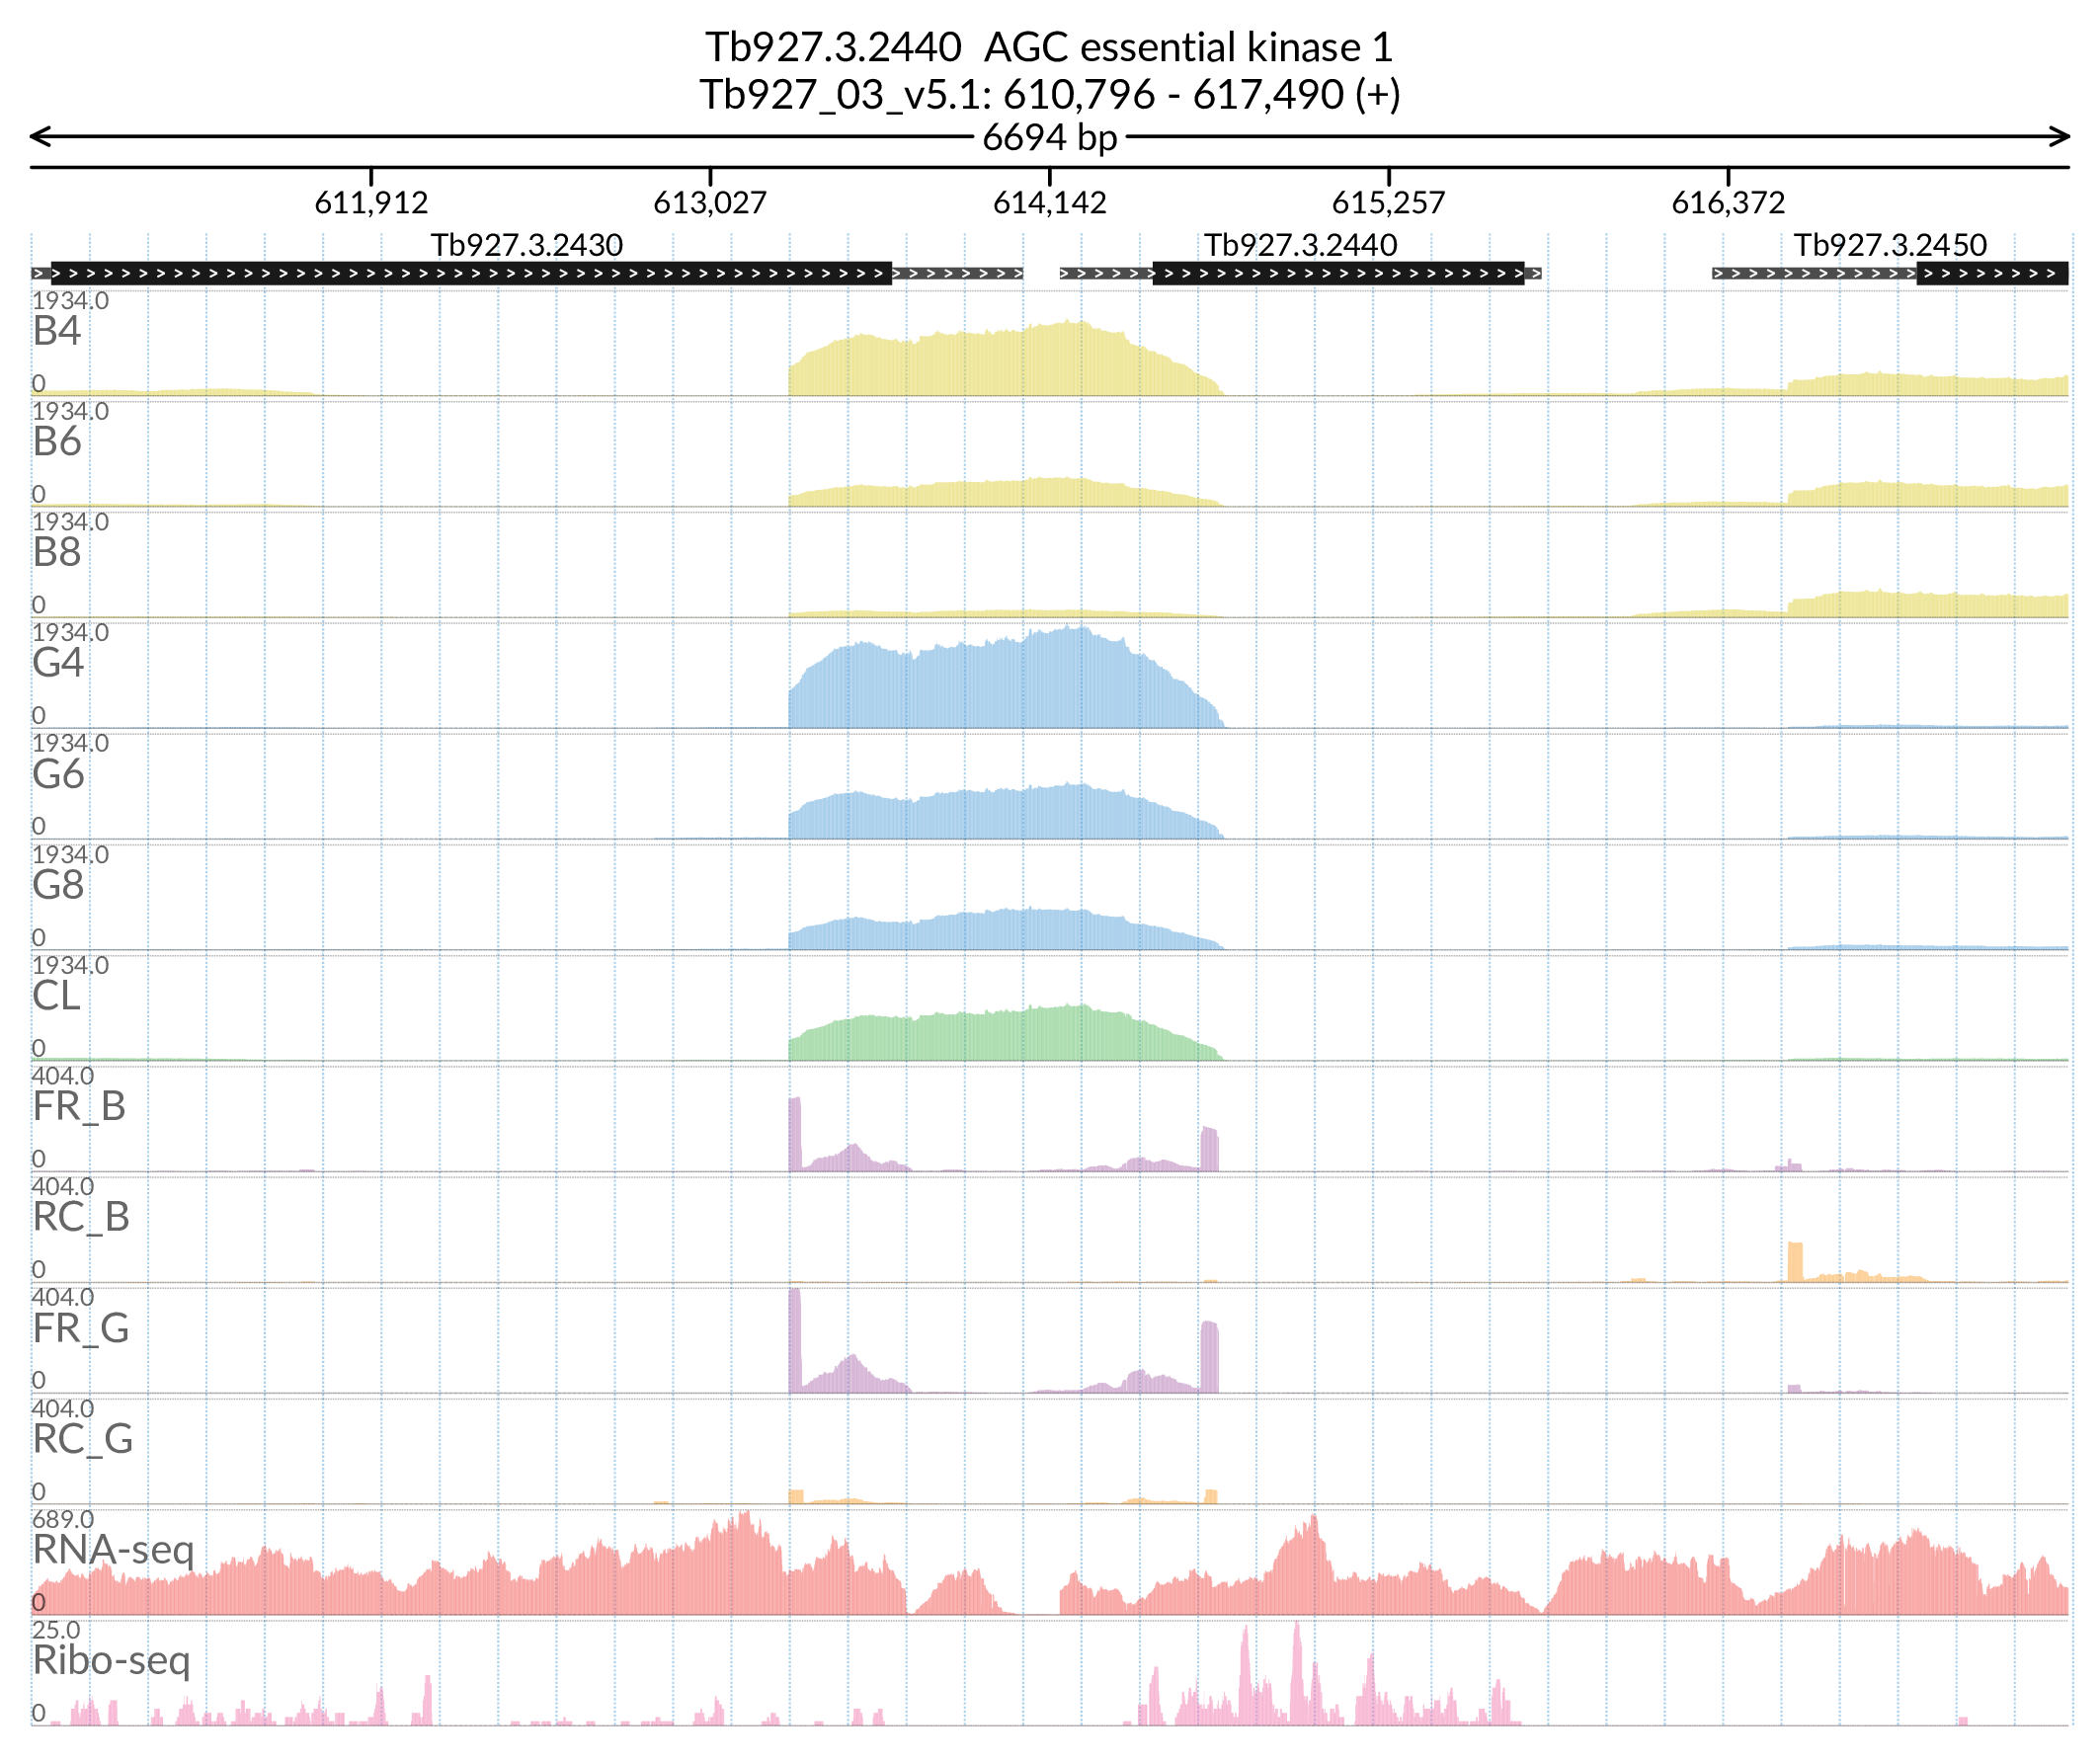 Tb927.3.2440 AGC essential kinase 1
Tb927_03_v5.1: 610,796 - 617,490 (+)
6694 bp
611,912 613,027 614,142 615,257 616,372
Tb927.3.2430 Tb927.3.2440 Tb927.3.2450
1934.0
B4
0
1934.0
B6
0
1934.0
B8
0
1934.0
G4
0
1934.0
G6
0
1934.0
G8
0
1934.0
CL
0
404.0
FR_B
0
404.0
RC_B
0
404.0
FR_G
0
404.0
RC_G
0
689.0
RNA-seq
0
25.0
Ribo-seq
0